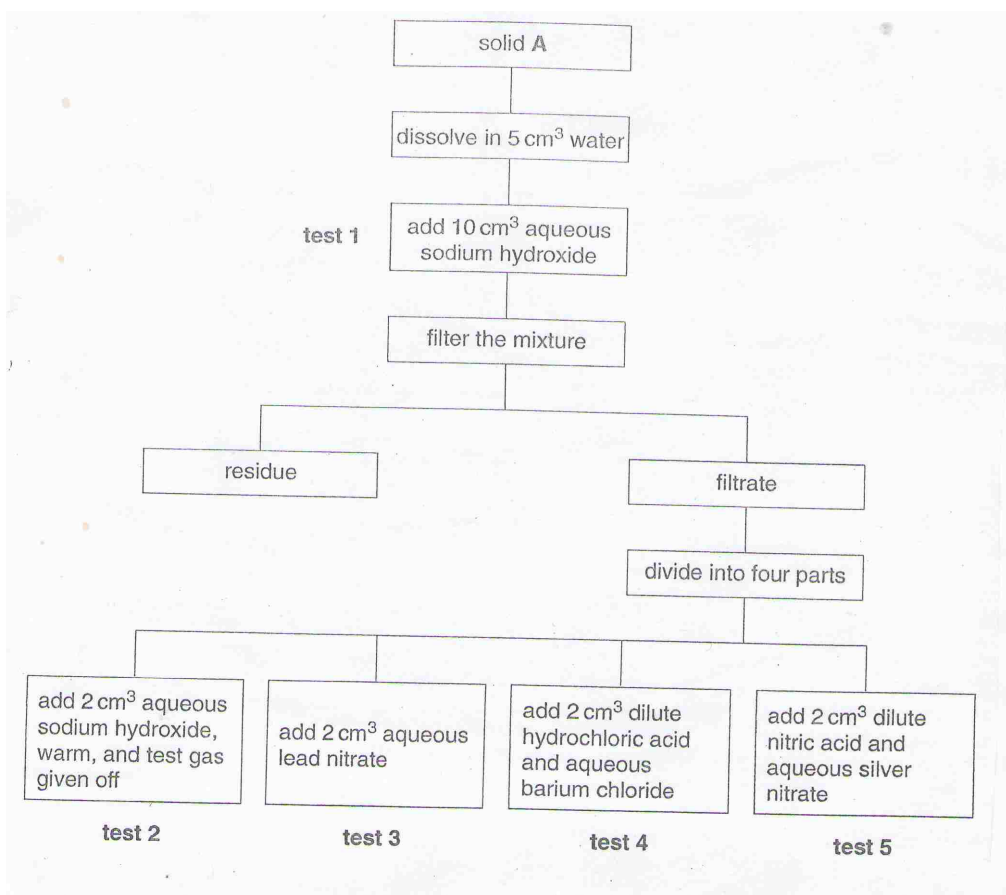 solid A
dissolve in 5 cm³ water
test 1
add 10 cm³ aqueous
sodium hydroxide
filter the mixture
residue
filtrate
divide into four parts
add 2 cm³ aqueous
sodium hydroxide,
warm, and test gas
given off
test 2
add 2 cm³ aqueous
lead nitrate
test 3
add 2 cm³ dilute
hydrochloric acid
and aqueous
barium chloride
test 4
add 2 cm³ dilute
nitric acid and
aqueous silver
nitrate
test 5